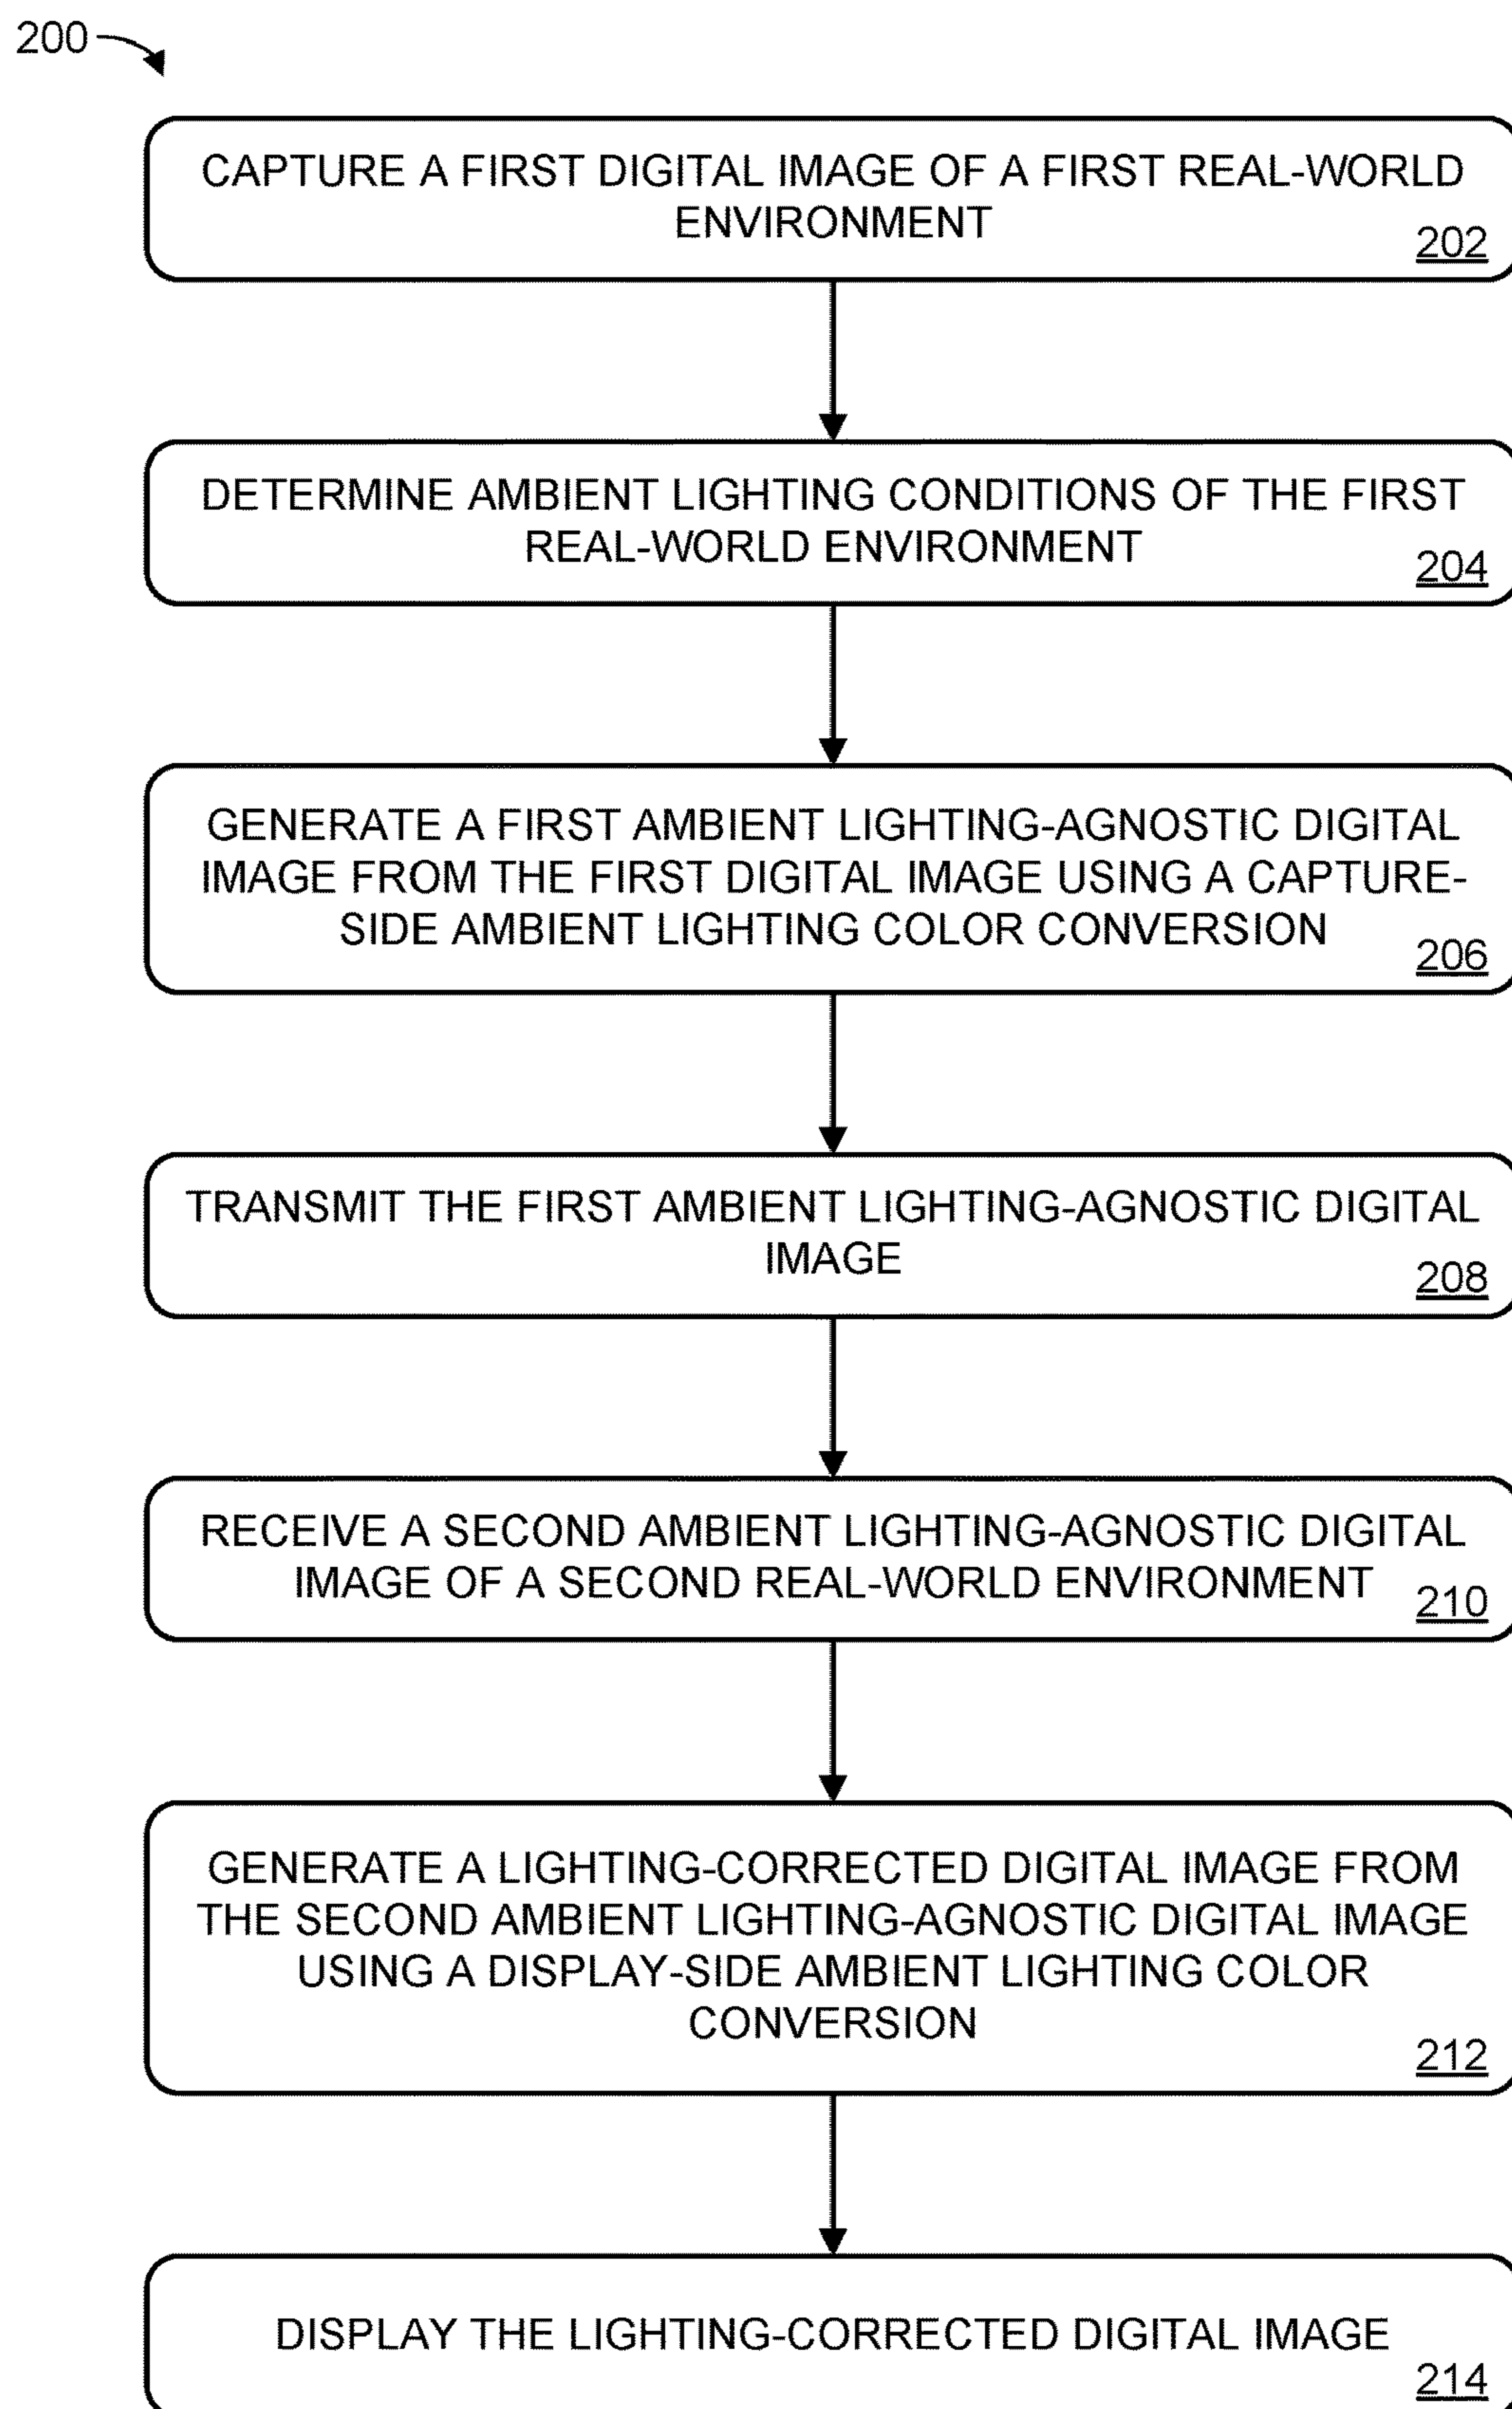 200
CAPTURE A FIRST DIGITAL IMAGE OF A FIRST REAL-WORLD
ENVIRONMENT
202
DETERMINE AMBIENT LIGHTING CONDITIONS OF THE FIRST
REAL-WORLD ENVIRONMENT
204
GENERATE A FIRST AMBIENT LIGHTING-AGNOSTIC DIGITAL
IMAGE FROM THE FIRST DIGITAL IMAGE USING A CAPTURE-
SIDE AMBIENT LIGHTING COLOR CONVERSION
206
TRANSMIT THE FIRST AMBIENT LIGHTING-AGNOSTIC DIGITAL
IMAGE
208
RECEIVE A SECOND AMBIENT LIGHTING-AGNOSTIC DIGITAL
IMAGE OF A SECOND REAL-WORLD ENVIRONMENT
210
GENERATE A LIGHTING-CORRECTED DIGITAL IMAGE FROM
THE SECOND AMBIENT LIGHTING-AGNOSTIC DIGITAL IMAGE
USING A DISPLAY-SIDE AMBIENT LIGHTING COLOR
CONVERSION
212
DISPLAY THE LIGHTING-CORRECTED DIGITAL IMAGE
214